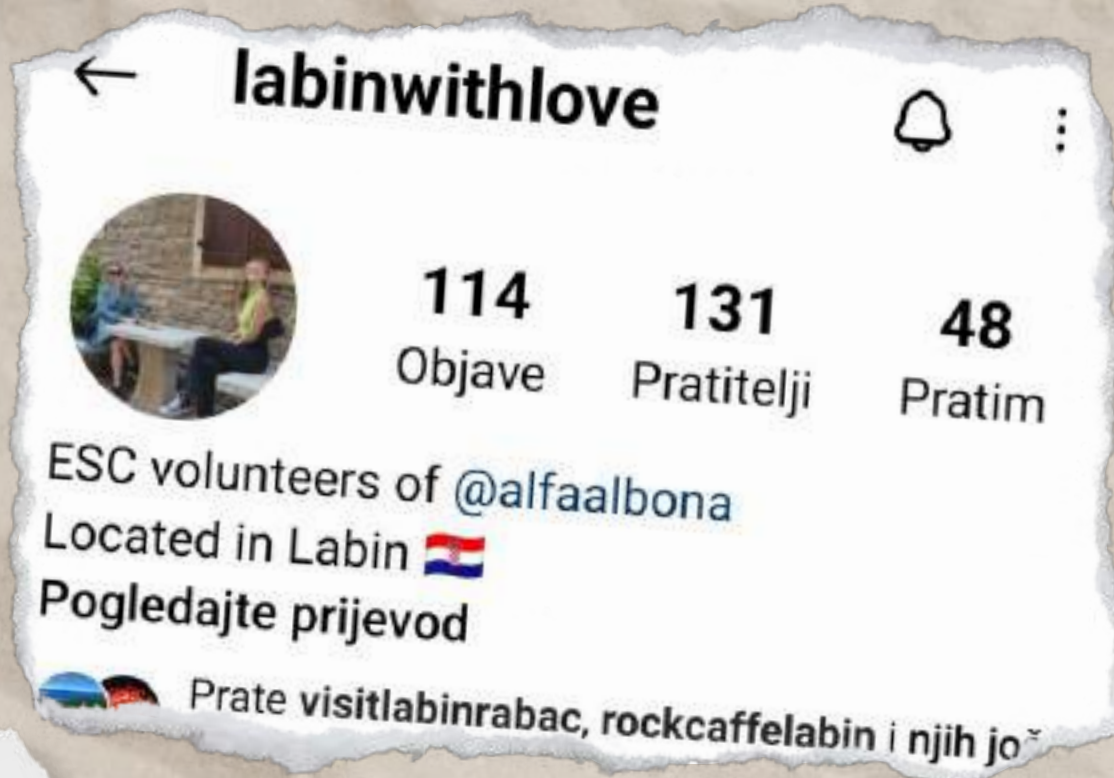 labinwithlove
114 131 48
Objave Pratitelji Pratim
ESC volunteers of @alfaalbona
Located in Labin 🇭🇷
Pogledajte prijevod
Prate visitlabinrabac, rockcaffelabin i njih